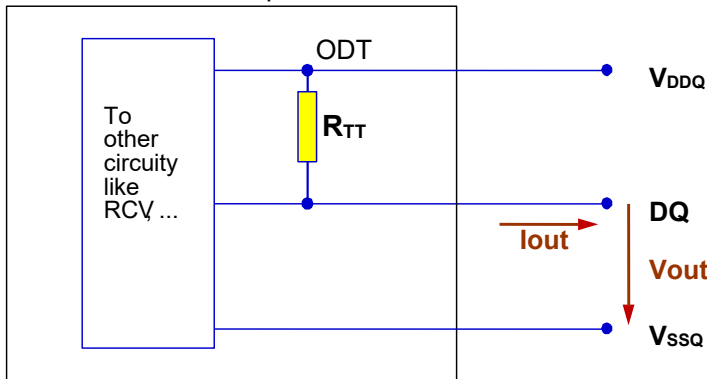 ODT
VDDQ
To
other
circuity
like
RCV, ...
RTT
DQ
Iout
Vout
VSSQ